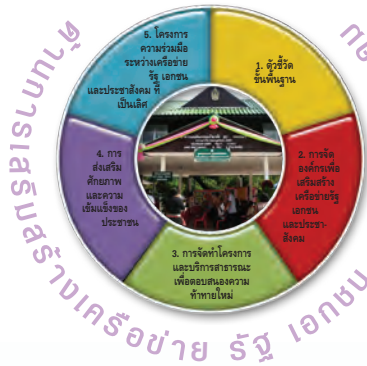 ด้านการเสริมสร้างเครือข่าย รัฐ เอกชน
1. ตัวชี้วัด
ขั้นพื้นฐาน
2. การจัด
องค์กรเพื่อ
เสริมสร้าง
เครือข่ายรัฐ
เอกชน
และประชา-
สังคม
3. การจัดทำโครงการ
และบริการสาธารณะ
เพื่อตอบสนองความ
ท้าทายใหม่
4. การ
ส่งเสริม
ศักยภาพ
และความ
เข้มแข็งของ
ประชาชน
5. โครงการ
ความร่วมมือ
ระหว่างเครือข่าย
รัฐ เอกชน
และประชาสังคม ที่
เป็นเลิศ